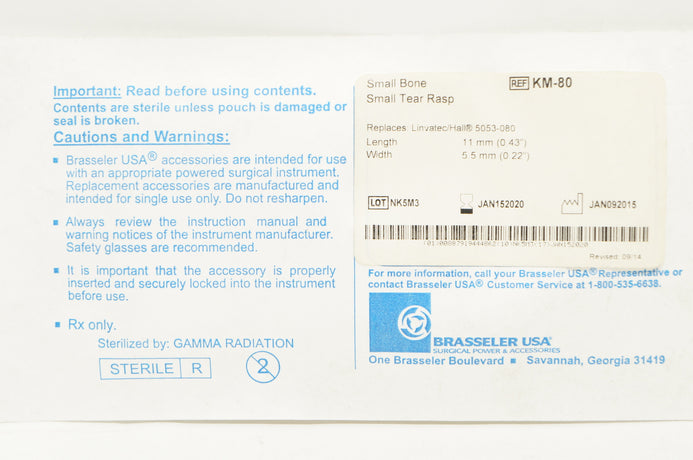 Important: Read before using contents.
Contents are sterile unless pouch is damaged or
seal is broken.
Cautions and Warnings:
▪ Brasseler USA® accessories are intended for use
with an appropriate powered surgical instrument.
Replacement accessories are manufactured and
intended for single use only. Do not resharpen.
▪ Always review the instruction manual and
warning notices of the instrument manufacturer.
Safety glasses are recommended.
▪ It is important that the accessory is properly
inserted and securely locked into the instrument
before use.
▪ Rx only.
Sterilized by: GAMMA RADIATION
STERILE R
2
Small Bone REF KM-80
Small Tear Rasp
Replaces Linvatec/Hall® 5053-080
Length 11 mm (0.43")
Width 5.5 mm (0.22")
LOT NK5M3 JAN152020 JAN092015
Revised: 09/14
For more information, call your Brasseler USA® Representative or
contact Brasseler USA® Customer Service at 1-800-535-6638.
BRASSELER USA®
SURGICAL POWER & ACCESSORIES
One Brasseler Boulevard ▪ Savannah, Georgia 31419